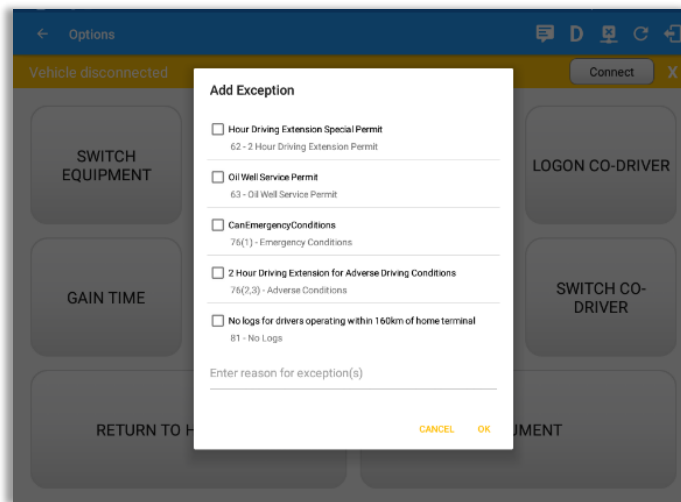 Options
D
Vehicle disconnected
Connect
X
Add Exception
Hour Driving Extension Special Permit
62 - 2 Hour Driving Extension Permit
Oil Well Service Permit
63 - Oil Well Service Permit
CanEmergencyConditions
76(1) - Emergency Conditions
2 Hour Driving Extension for Adverse Driving Conditions
76(2,3) - Adverse Conditions
No logs for drivers operating within 160km of home terminal
81 - No Logs
Enter reason for exception(s)
CANCEL
OK
SWITCH
EQUIPMENT
LOGON CO-DRIVER
GAIN TIME
SWITCH CO-
DRIVER
RETURN TO H
UMENT